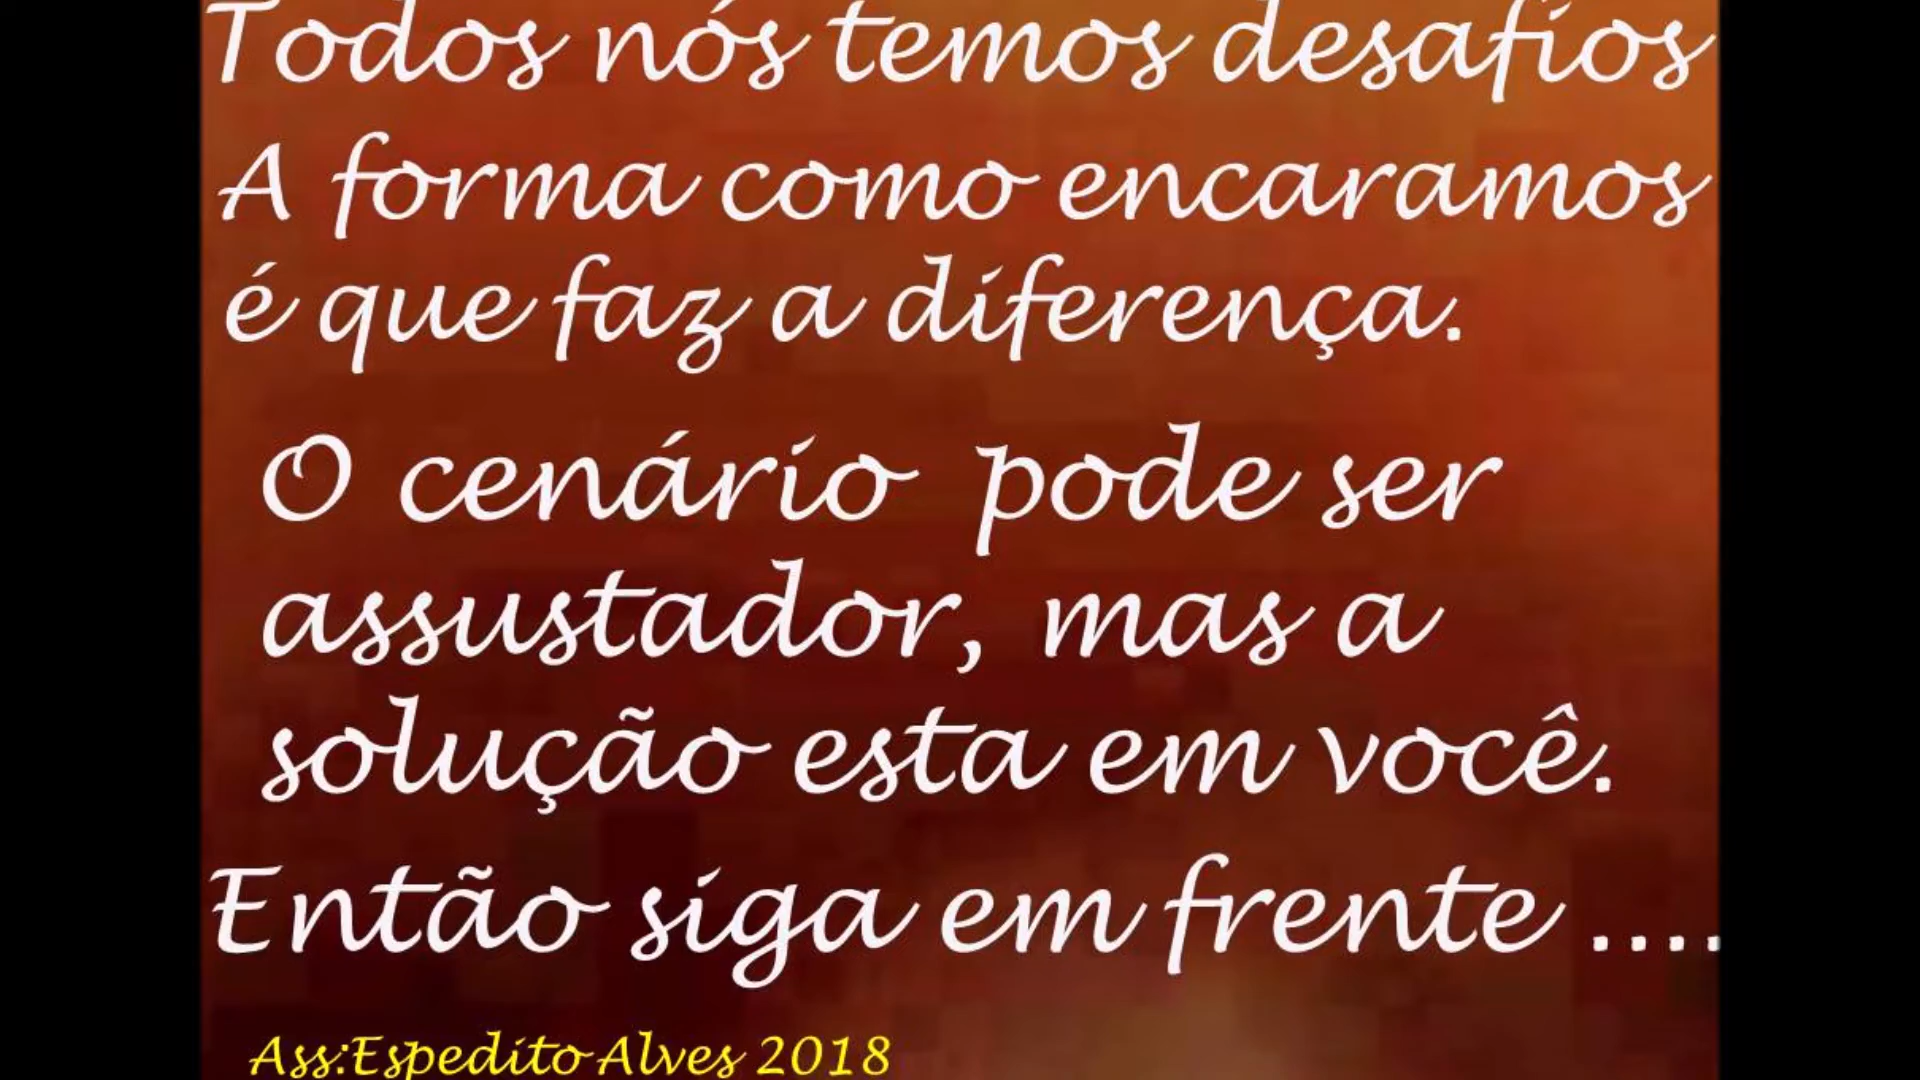 Todos nós temos desafios
A forma como encaramos
é que faz a diferença.
O cenário pode ser
assustador, mas a
solução esta em você.
Então siga em frente ....
Ass:Espedito Alves 2018